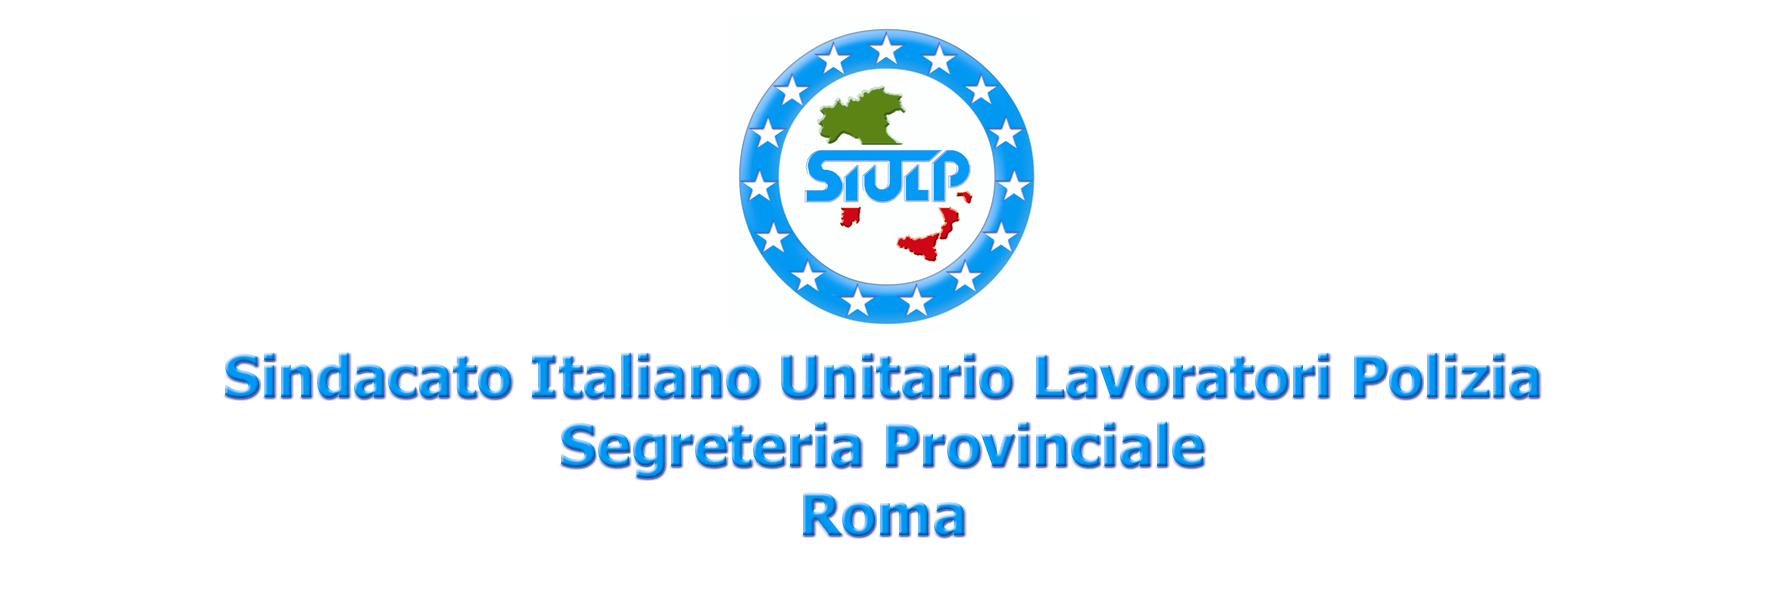 SIULP
Sindacato Italiano Unitario Lavoratori Polizia
Segreteria Provinciale
Roma